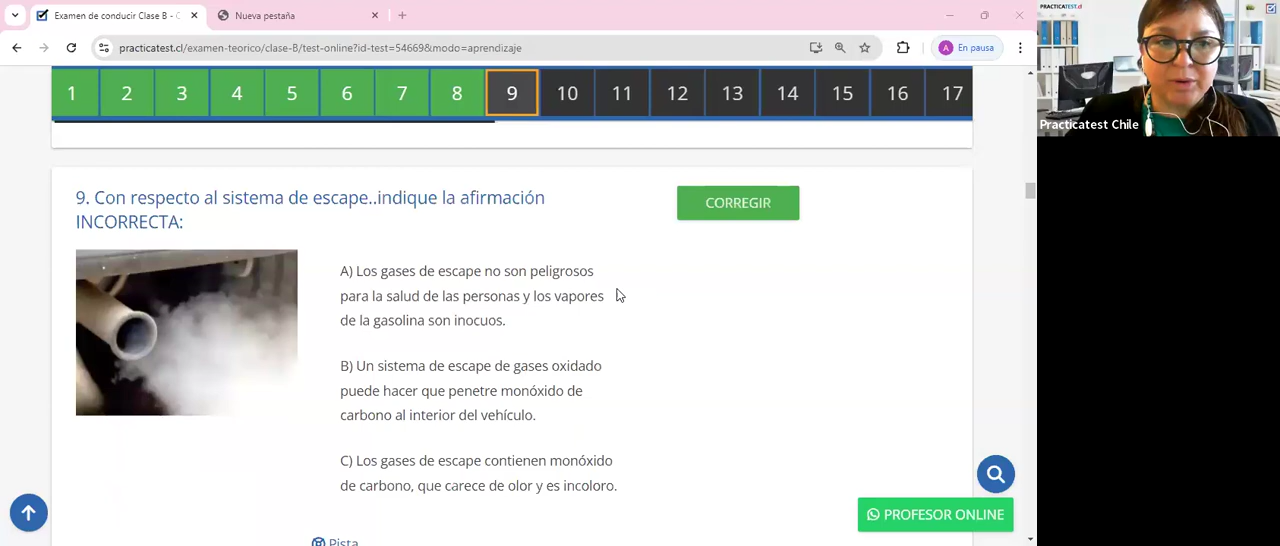 Examen de conducir Clase B - C
Nueva pestaña
practicatest.cl/examen-teorico/clase-B/test-online?id-test=54669&modo=aprendizaje
A
En pausa
1 2 3 4 5 6 7 8 9 10 11 12 13 14 15 16 17
PRACTICATEST.cl
Practicatest Chile
9. Con respecto al sistema de escape..indique la afirmación
INCORRECTA:
CORREGIR
A) Los gases de escape no son peligrosos
para la salud de las personas y los vapores
de la gasolina son inocuos.
B) Un sistema de escape de gases oxidado
puede hacer que penetre monóxido de
carbono al interior del vehículo.
C) Los gases de escape contienen monóxido
de carbono, que carece de olor y es incoloro.
PROFESOR ONLINE
Pista